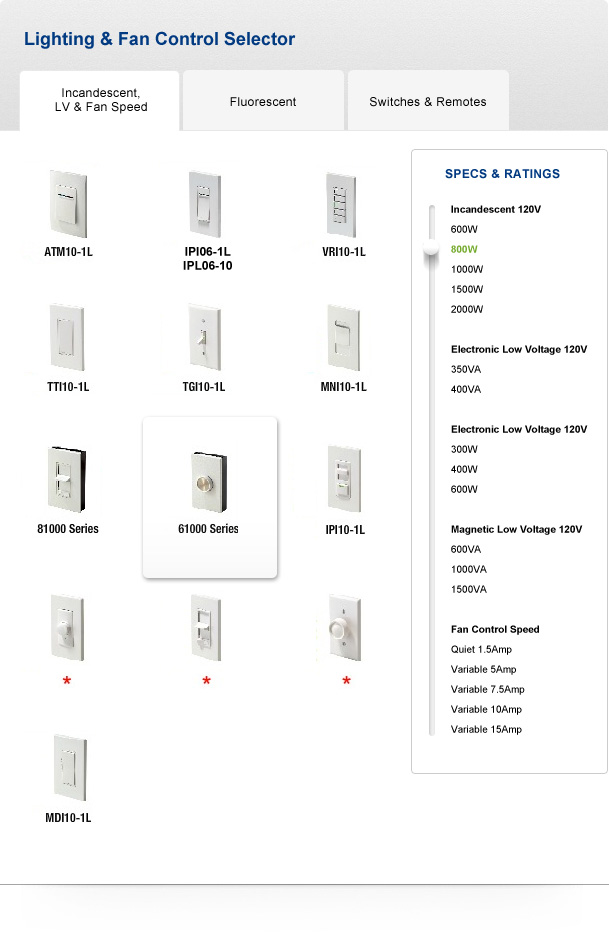 Lighting & Fan Control Selector
Incandescent,
LV & Fan Speed
Fluorescent
Switches & Remotes
ATM10-1L
IPI06-1L
IPL06-10
VRI10-1L
TTI10-1L
TGI10-1L
MNI10-1L
81000 Series
61000 Series
IPI10-1L
*
*
*
MDI10-1L
SPECS & RATINGS
Incandescent 120V
600W
800W
1000W
1500W
2000W
Electronic Low Voltage 120V
350VA
400VA
Electronic Low Voltage 120V
300W
400W
600W
Magnetic Low Voltage 120V
600VA
1000VA
1500VA
Fan Control Speed
Quiet 1.5Amp
Variable 5Amp
Variable 7.5Amp
Variable 10Amp
Variable 15Amp